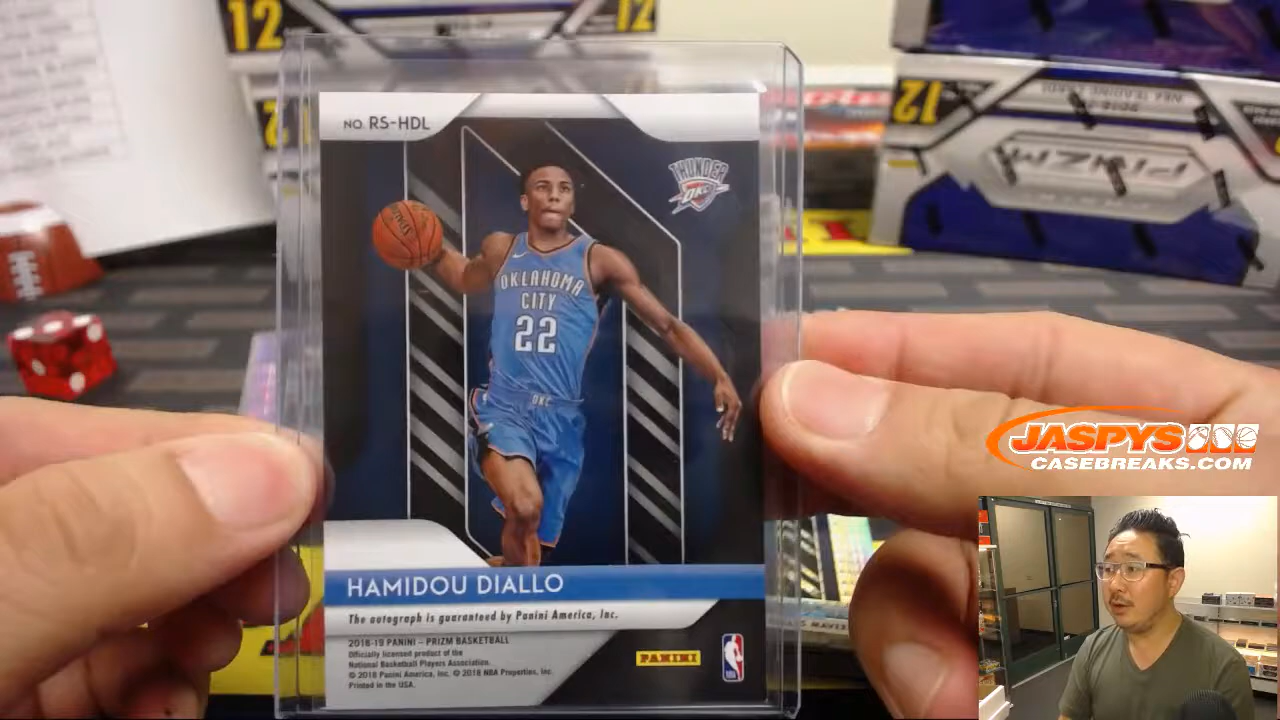 12
12
NO. RS-HDL
THUNDER
OKC
OKLAHOMA
CITY
22
OKC
HAMIDOU DIALLO
The autograph is guaranteed by Panini America, Inc.
2018-19 PANINI – PRIZM BASKETBALL
Officially licensed product of the
National Basketball Players Association.
© 2018 Panini America, Inc. © 2018 NBA Properties, Inc.
Printed in the USA.
PANINI
12
PRIZM
JASPYS
CASEBREAKS.COM